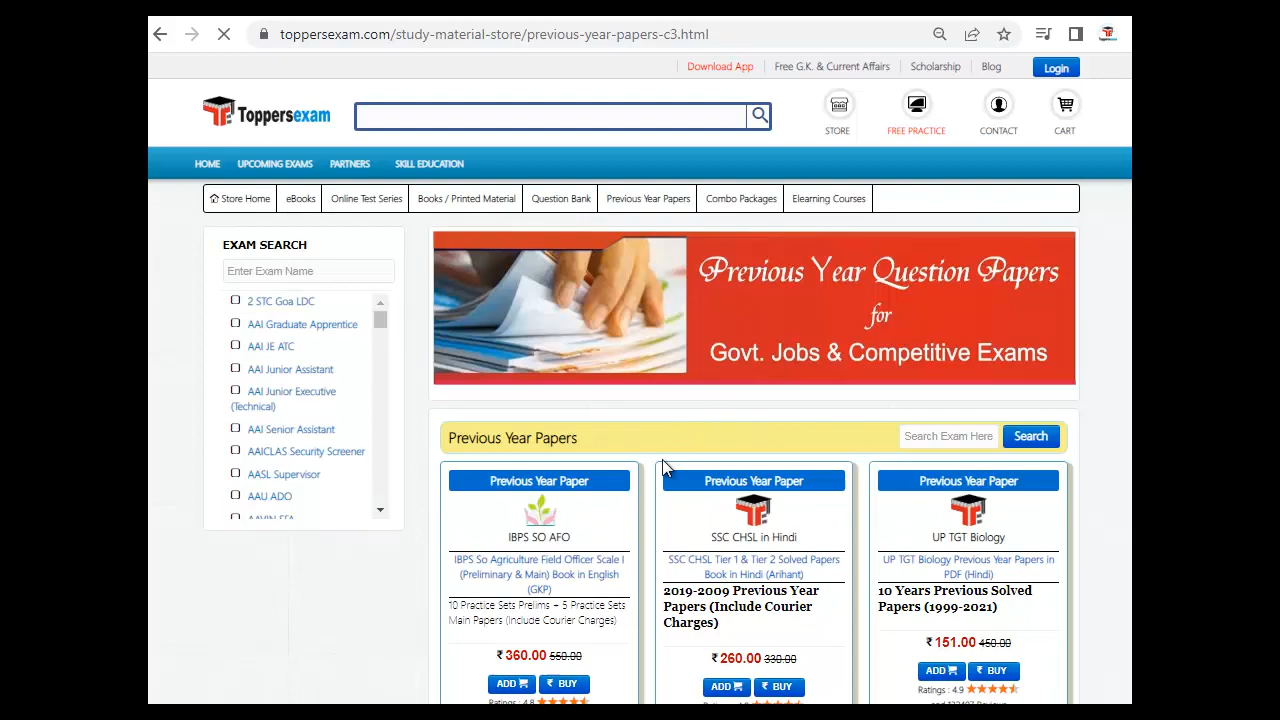 toppersexam.com/study-material-store/previous-year-papers-c3.html
Download App
Free G.K. & Current Affairs
Scholarship
Blog
Login
Toppersexam
STORE
FREE PRACTICE
CONTACT
CART
HOME
UPCOMING EXAMS
PARTNERS
SKILL EDUCATION
Store Home
eBooks
Online Test Series
Books / Printed Material
Question Bank
Previous Year Papers
Combo Packages
Elearning Courses
EXAM SEARCH
Enter Exam Name
2 STC Goa LDC
AAI Graduate Apprentice
AAI JE ATC
AAI Junior Assistant
AAI Junior Executive
(Technical)
AAI Senior Assistant
AAICLAS Security Screener
AASL Supervisor
AAU ADO
Previous Year Question Papers
for
Govt. Jobs & Competitive Exams
Previous Year Papers
Search Exam Here
Search
Previous Year Paper
IBPS SO AFO
IBPS So Agriculture Field Officer Scale I
(Preliminary & Main) Book in English
(GKP)
10 Practice Sets Prelims + 5 Practice Sets
Main Papers (Include Courier Charges)
₹ 360.00 550.00
ADD
₹ BUY
Ratings : 4.8
Previous Year Paper
SSC CHSL in Hindi
SSC CHSL Tier 1 & Tier 2 Solved Papers
Book in Hindi (Arihant)
2019-2009 Previous Year
Papers (Include Courier
Charges)
₹ 260.00 330.00
ADD
₹ BUY
Previous Year Paper
UP TGT Biology
UP TGT Biology Previous Year Papers in
PDF (Hindi)
10 Years Previous Solved
Papers (1999-2021)
₹ 151.00 450.00
ADD
₹ BUY
Ratings : 4.9